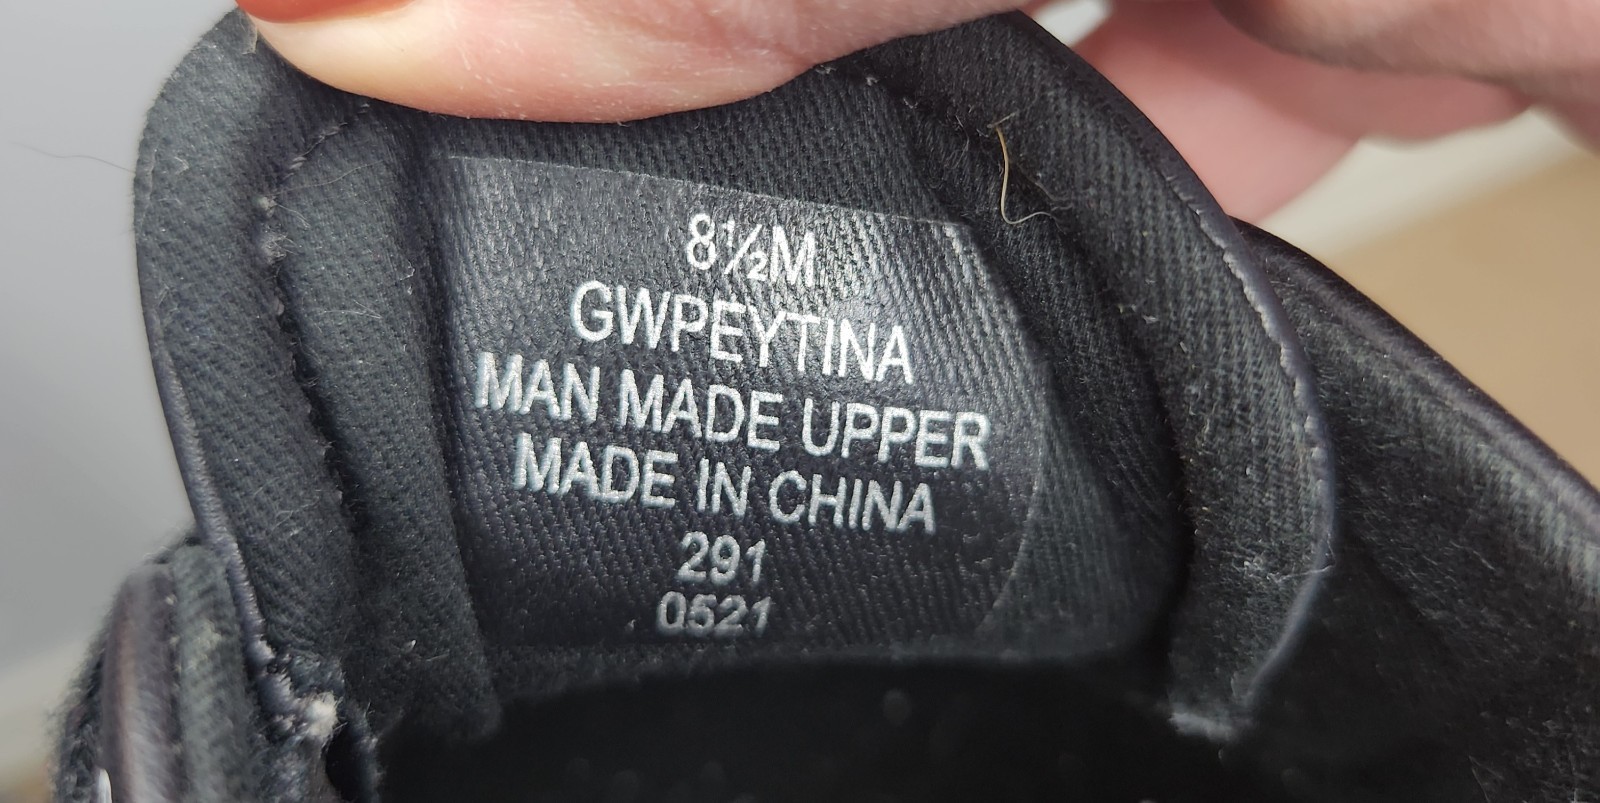 8½M
GWPEYTINA
MAN MADE UPPER
MADE IN CHINA
291
0521